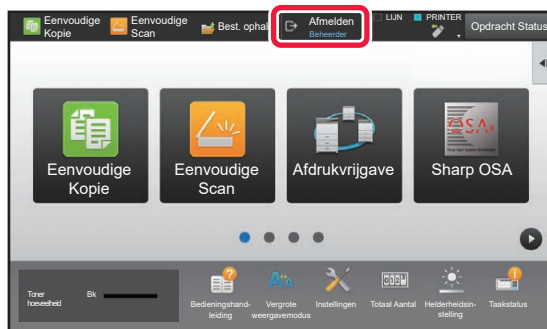 Eenvoudige
Kopie
Eenvoudige
Scan
Best. ophal
Afmelden
Beheerder
LIJN
PRINTER
Opdracht Status
Eenvoudige
Kopie
Eenvoudige
Scan
Afdrukvrijgave
Sharp OSA
Toner
hoeveelheid
Bk
Bedieningshand-
leiding
Vergrote
weergavemodus
Instellingen
Totaal Aantal
Helderheidsin-
stelling
Taakstatus